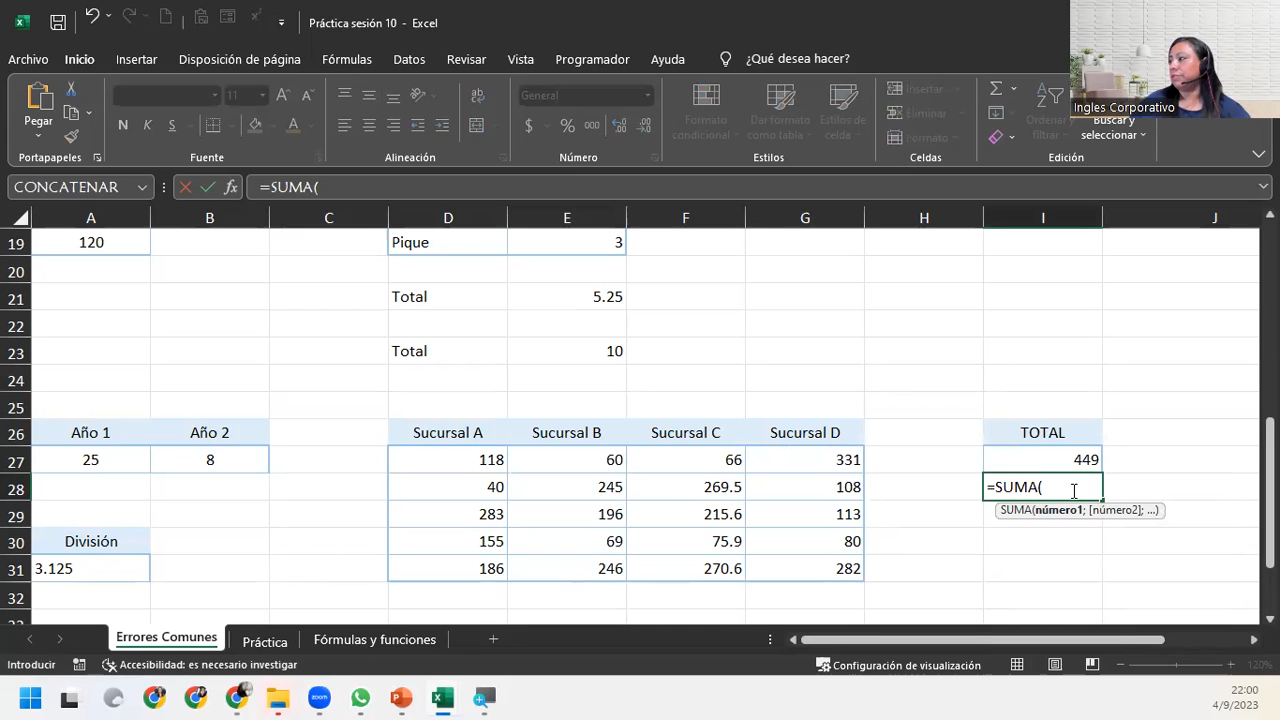 Práctica sesión 10 - Excel
Archivo Inicio Insertar Disposición de página Fórmulas Programador Ayuda ¿Qué desea hacer?
Ingles Corporativo
Pegar
11
N K S
$ % 000
Formato condicional
Dar formato como tabla
Estilos de celda
Insertar
Eliminar
Formato
Ordenar y filtrar
Buscar y seleccionar
Portapapeles Fuente Alineación Número Estilos Celdas Edición
CONCATENAR fx =SUMA(
A B C D E F G H I J
19 120 Pique 3
20
21 Total 5.25
22
23 Total 10
24
25
26 Año 1 Año 2 Sucursal A Sucursal B Sucursal C Sucursal D TOTAL
27 25 8 118 60 66 331 449
28 40 245 269.5 108 =SUMA(
SUMA(número1; [número2]; ...)
29 283 196 215.6 113
30 División 155 69 75.9 80
31 3.125 186 246 270.6 282
32
Errores Comunes Práctica Fórmulas y funciones
Introducir Accesibilidad: es necesario investigar Configuración de visualización
zoom
22:00
4/9/2023